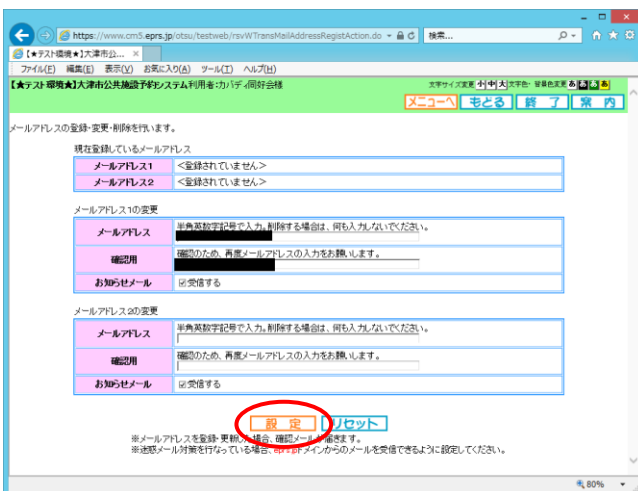 https://www.cm5.eprs.jp/otsu/testweb/rsvWTransMailAddressRegistAction.do
検索...
【★テスト環境★】大津市公... ×
ファイル(F) 編集(E) 表示(V) お気に入り(A) ツール(T) ヘルプ(H)
【★テスト環境★】大津市公共施設予約システム利用者:カバディ同好会様
文字サイズ変更 小 中 大 文字色・背景色変更 あ あ あ あ
メニューへ もどる 終 了 案 内
メールアドレスの登録・変更・削除を行います。
現在登録しているメールアドレス
メールアドレス1 <登録されていません>
メールアドレス2 <登録されていません>
メールアドレス1の変更
メールアドレス 半角英数字記号で入力。削除する場合は、何も入力しないでください。
確認用 確認のため、再度メールアドレスの入力をお願いします。
お知らせメール 受信する
メールアドレス2の変更
メールアドレス 半角英数字記号で入力。削除する場合は、何も入力しないでください。
確認用 確認のため、再度メールアドレスの入力をお願いします。
お知らせメール 受信する
設 定 リセット
※メールアドレスを登録・更新した場合、確認メールが届きます。
※迷惑メール対策を行なっている場合、eprs.jpドメインからのメールを受信できるように設定してください。
80%